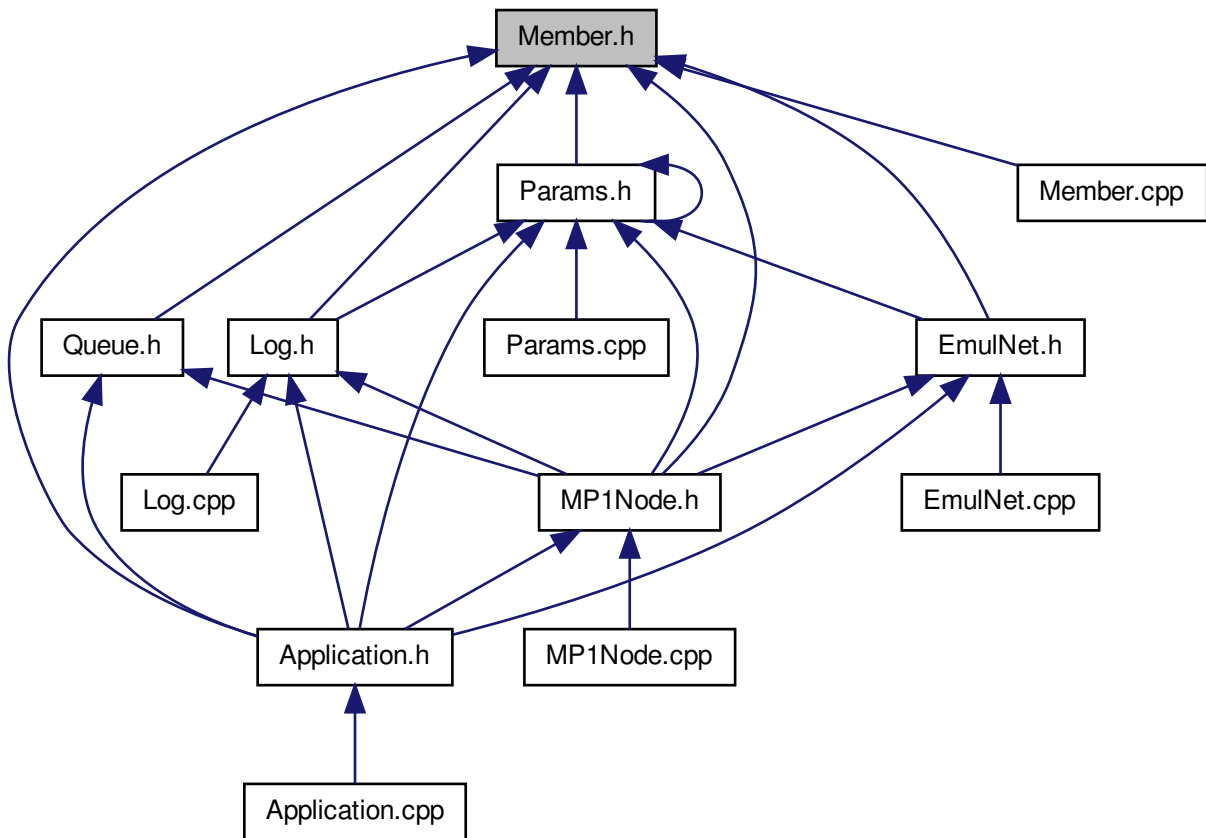 Member.h
Params.h
Member.cpp
Queue.h
Log.h
Params.cpp
EmulNet.h
Log.cpp
MP1Node.h
EmulNet.cpp
Application.h
MP1Node.cpp
Application.cpp